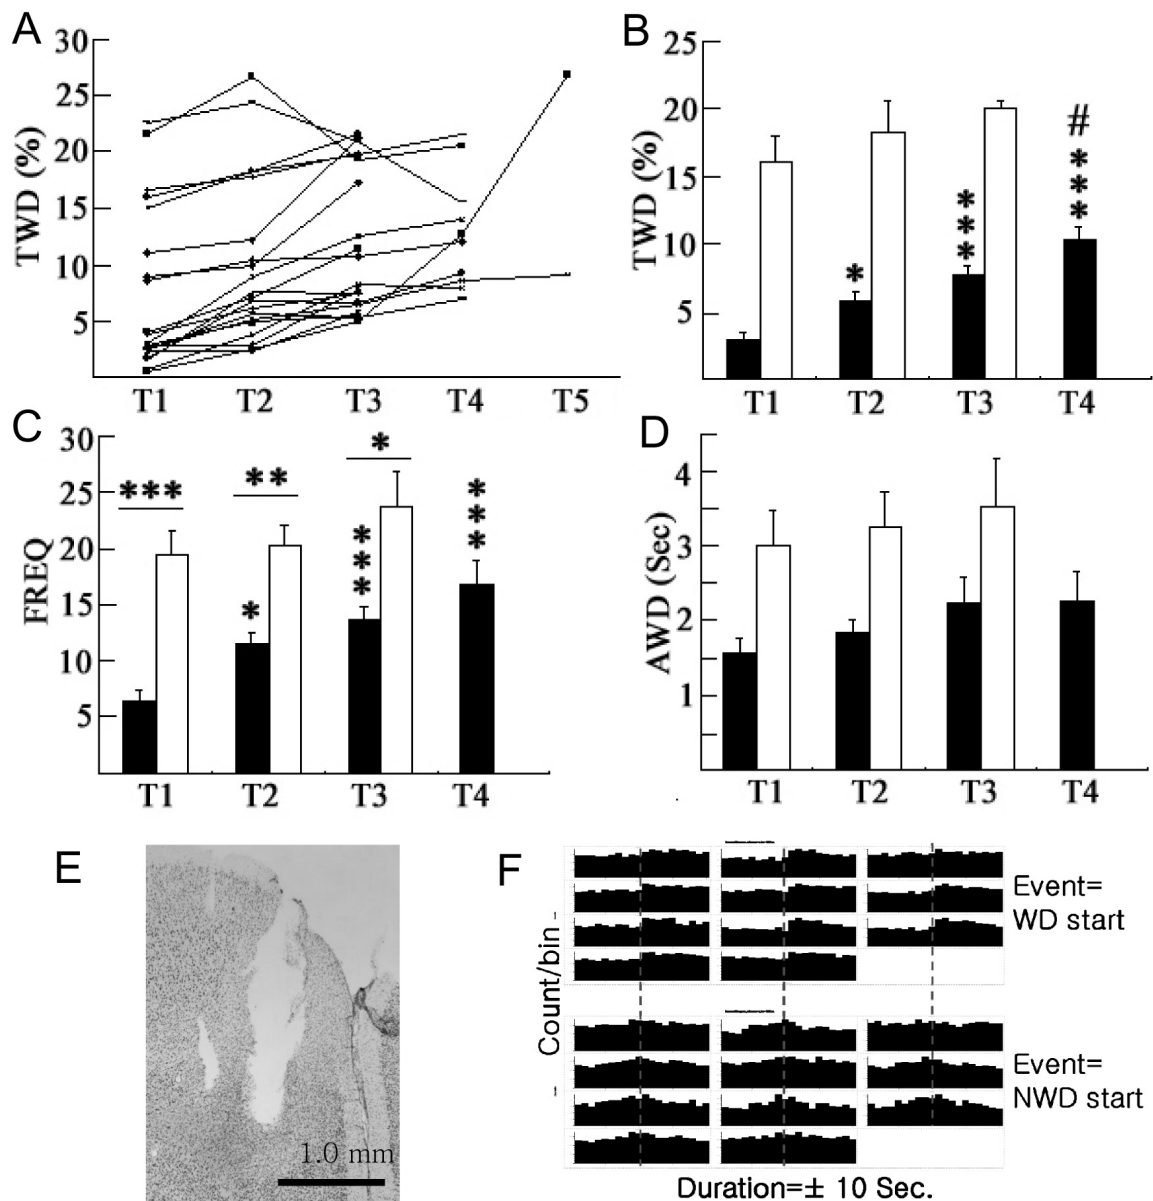 A
30
25
20
15
10
5
TWD (%)
T1 T2 T3 T4 T5
B
25
20
15
10
5
TWD (%)
*
***
#
***
T1 T2 T3 T4
C
30
25
20
15
10
5
FREQ
***
**
*
*
***
***
T1 T2 T3 T4
D
4
3
2
1
AWD (Sec)
T1 T2 T3 T4
E
1.0 mm
F
Count/bin
Event=
WD start
Event=
NWD start
Duration=± 10 Sec.